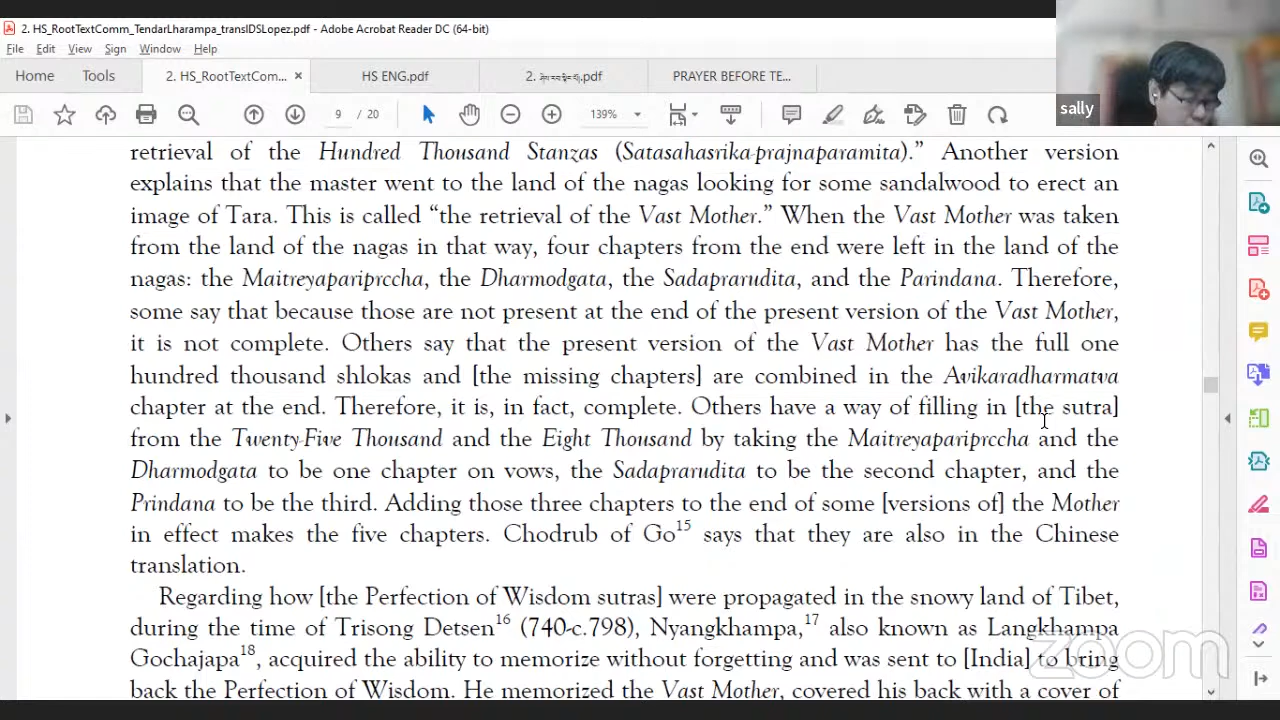 2. HS_RootTextComm_TendarLharampa_translDSLopez.pdf - Adobe Acrobat Reader DC (64-bit)
File Edit View Sign Window Help
Home Tools 2. HS_RootTextCom... × HS ENG.pdf PRAYER BEFORE TE...
9 / 20 139%
sally
retrieval of the Hundred Thousand Stanzas (Satasahasrika-prajnaparamita).” Another version
explains that the master went to the land of the nagas looking for some sandalwood to erect an
image of Tara. This is called “the retrieval of the Vast Mother.” When the Vast Mother was taken
from the land of the nagas in that way, four chapters from the end were left in the land of the
nagas: the Maitreyapariprccha, the Dharmodgata, the Sadaprarudita, and the Parindana. Therefore,
some say that because those are not present at the end of the present version of the Vast Mother,
it is not complete. Others say that the present version of the Vast Mother has the full one
hundred thousand shlokas and [the missing chapters] are combined in the Avikaradharmatva
chapter at the end. Therefore, it is, in fact, complete. Others have a way of filling in [the sutra]
from the Twenty-Five Thousand and the Eight Thousand by taking the Maitreyapariprccha and the
Dharmodgata to be one chapter on vows, the Sadaprarudita to be the second chapter, and the
Prindana to be the third. Adding those three chapters to the end of some [versions of] the Mother
in effect makes the five chapters. Chodrub of Go15 says that they are also in the Chinese
translation.
Regarding how [the Perfection of Wisdom sutras] were propagated in the snowy land of Tibet,
during the time of Trisong Detsen16 (740-c.798), Nyangkhampa,17 also known as Langkhampa
Gochajapa18, acquired the ability to memorize without forgetting and was sent to [India] to bring
back the Perfection of Wisdom. He memorized the Vast Mother, covered his back with a cover of
zoom